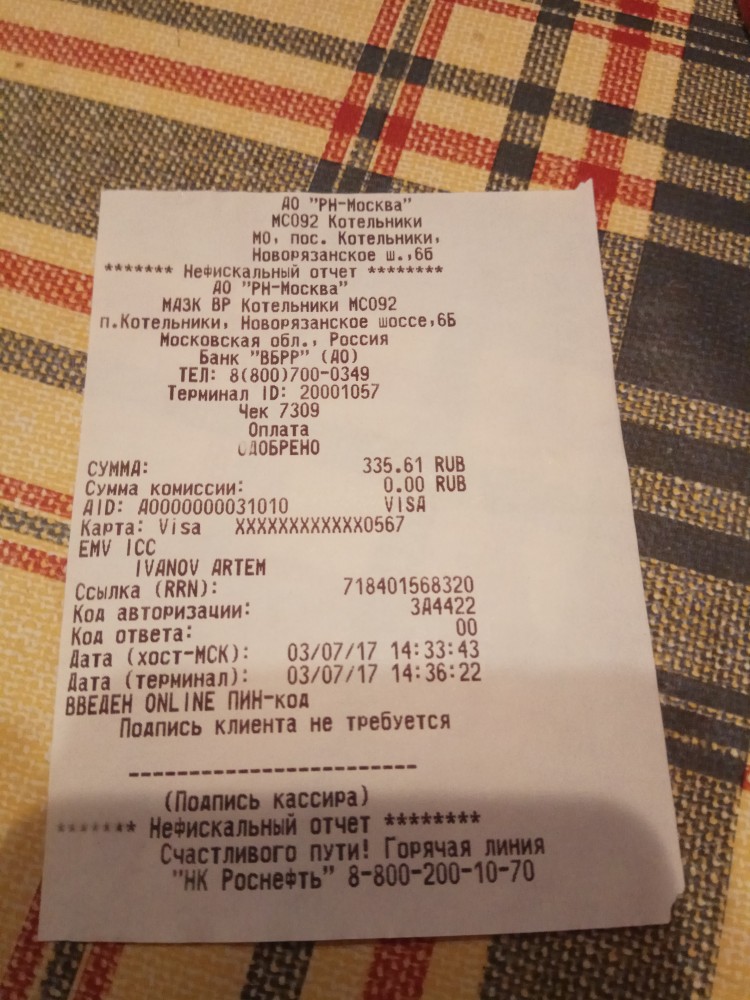 АО "РН-Москва"
МС092 Котельники
МО, пос. Котельники,
Новорязанское ш.,6б
******* Нефискальный отчет ********
АО "РН-Москва"
МАЗК ВР Котельники МС092
п.Котельники, Новорязанское шоссе,6Б
Московская обл., Россия
Банк "ВБРР" (АО)
ТЕЛ: 8(800)700-0349
Терминал ID: 20001057
Чек 7309
Оплата
ОДОБРЕНО
СУММА: 335.61 RUB
Сумма комиссии: 0.00 RUB
AID: A0000000031010 VISA
Карта: Visa XXXXXXXXXXXX0567
EMV ICC
IVANOV ARTEM
Ссылка (RRN): 718401568320
Код авторизации: 3A4422
Код ответа: 00
Дата (хост-МСК): 03/07/17 14:33:43
Дата (терминал): 03/07/17 14:36:22
ВВЕДЕН ONLINE ПИН-код
Подпись клиента не требуется
------------------------
(Подпись кассира)
******* Нефискальный отчет ********
Счастливого пути! Горячая линия
"НК Роснефть" 8-800-200-10-70